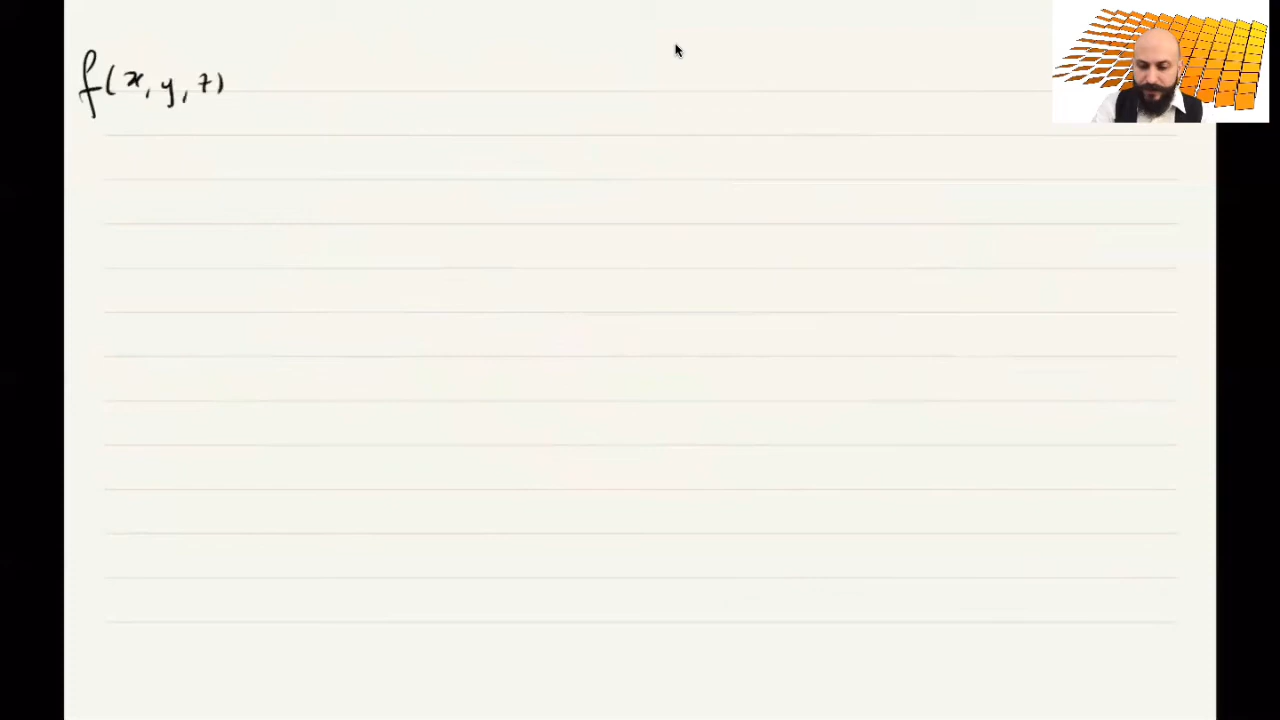 f(x, y, z)